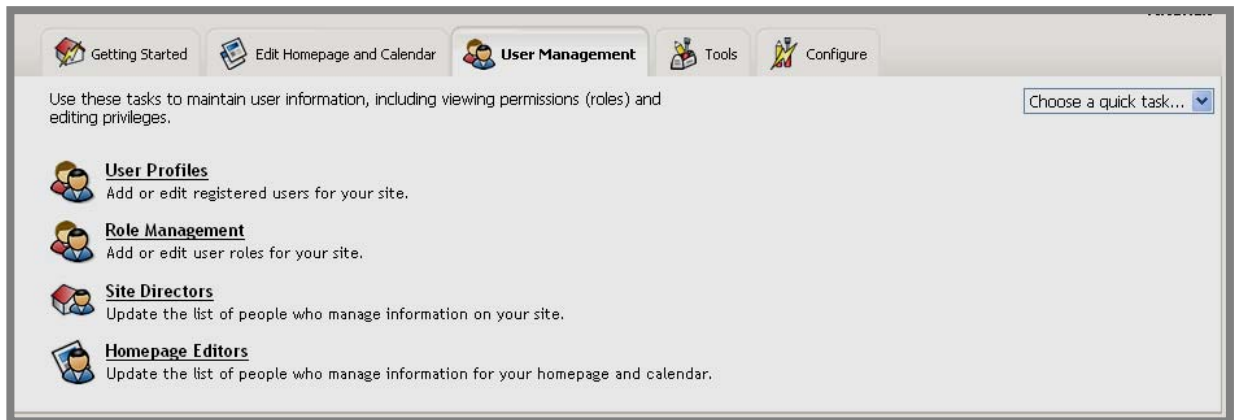 Getting Started
Edit Homepage and Calendar
User Management
Tools
Configure
Use these tasks to maintain user information, including viewing permissions (roles) and
editing privileges.
Choose a quick task...
User Profiles
Add or edit registered users for your site.
Role Management
Add or edit user roles for your site.
Site Directors
Update the list of people who manage information on your site.
Homepage Editors
Update the list of people who manage information for your homepage and calendar.